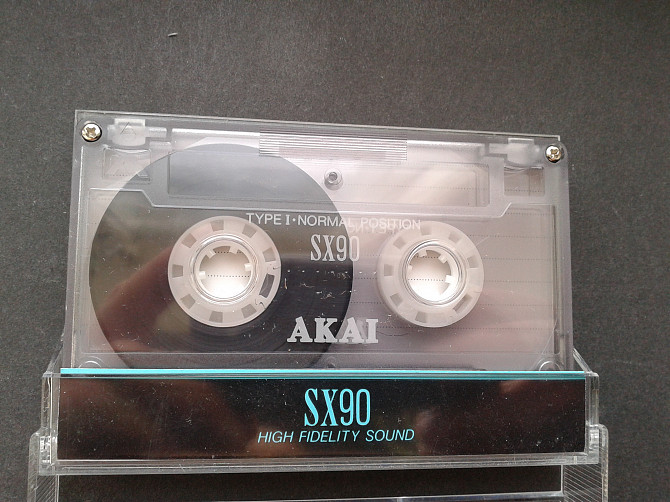 TYPE I·NORMAL POSITION
SX90
AKAI
SX90
HIGH FIDELITY SOUND